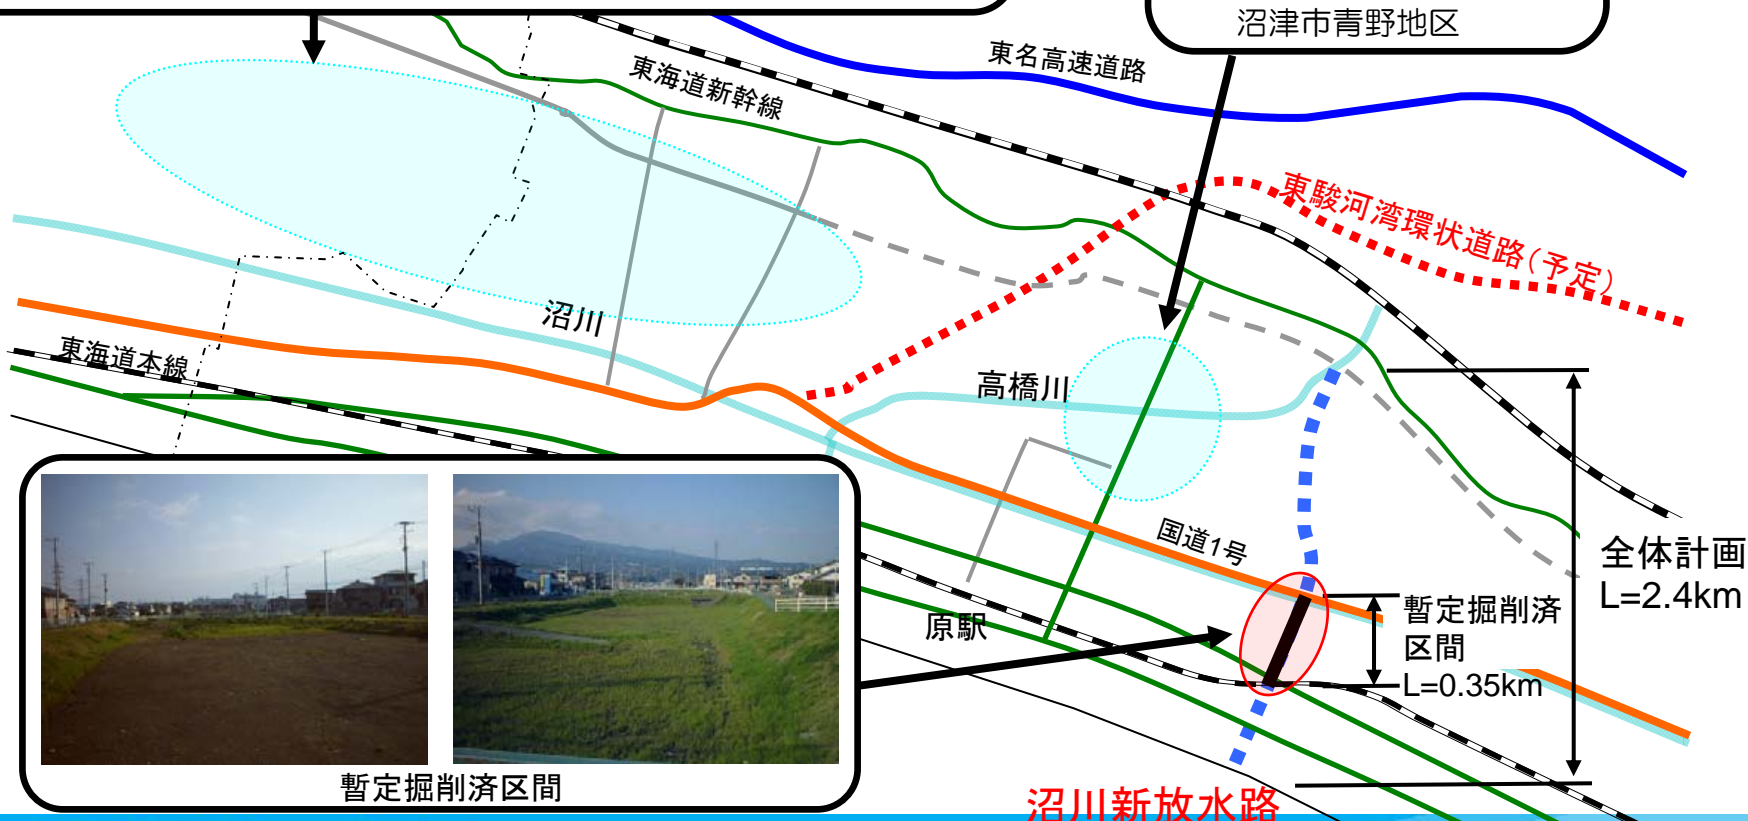 沼津市青野地区
東名高速道路
東海道新幹線
東駿河湾環状道路(予定)
沼川
東海道本線
高橋川
国道1号
全体計画
L=2.4km
暫定掘削済
区間
L=0.35km
原駅
暫定掘削済区間
沼川新放水路